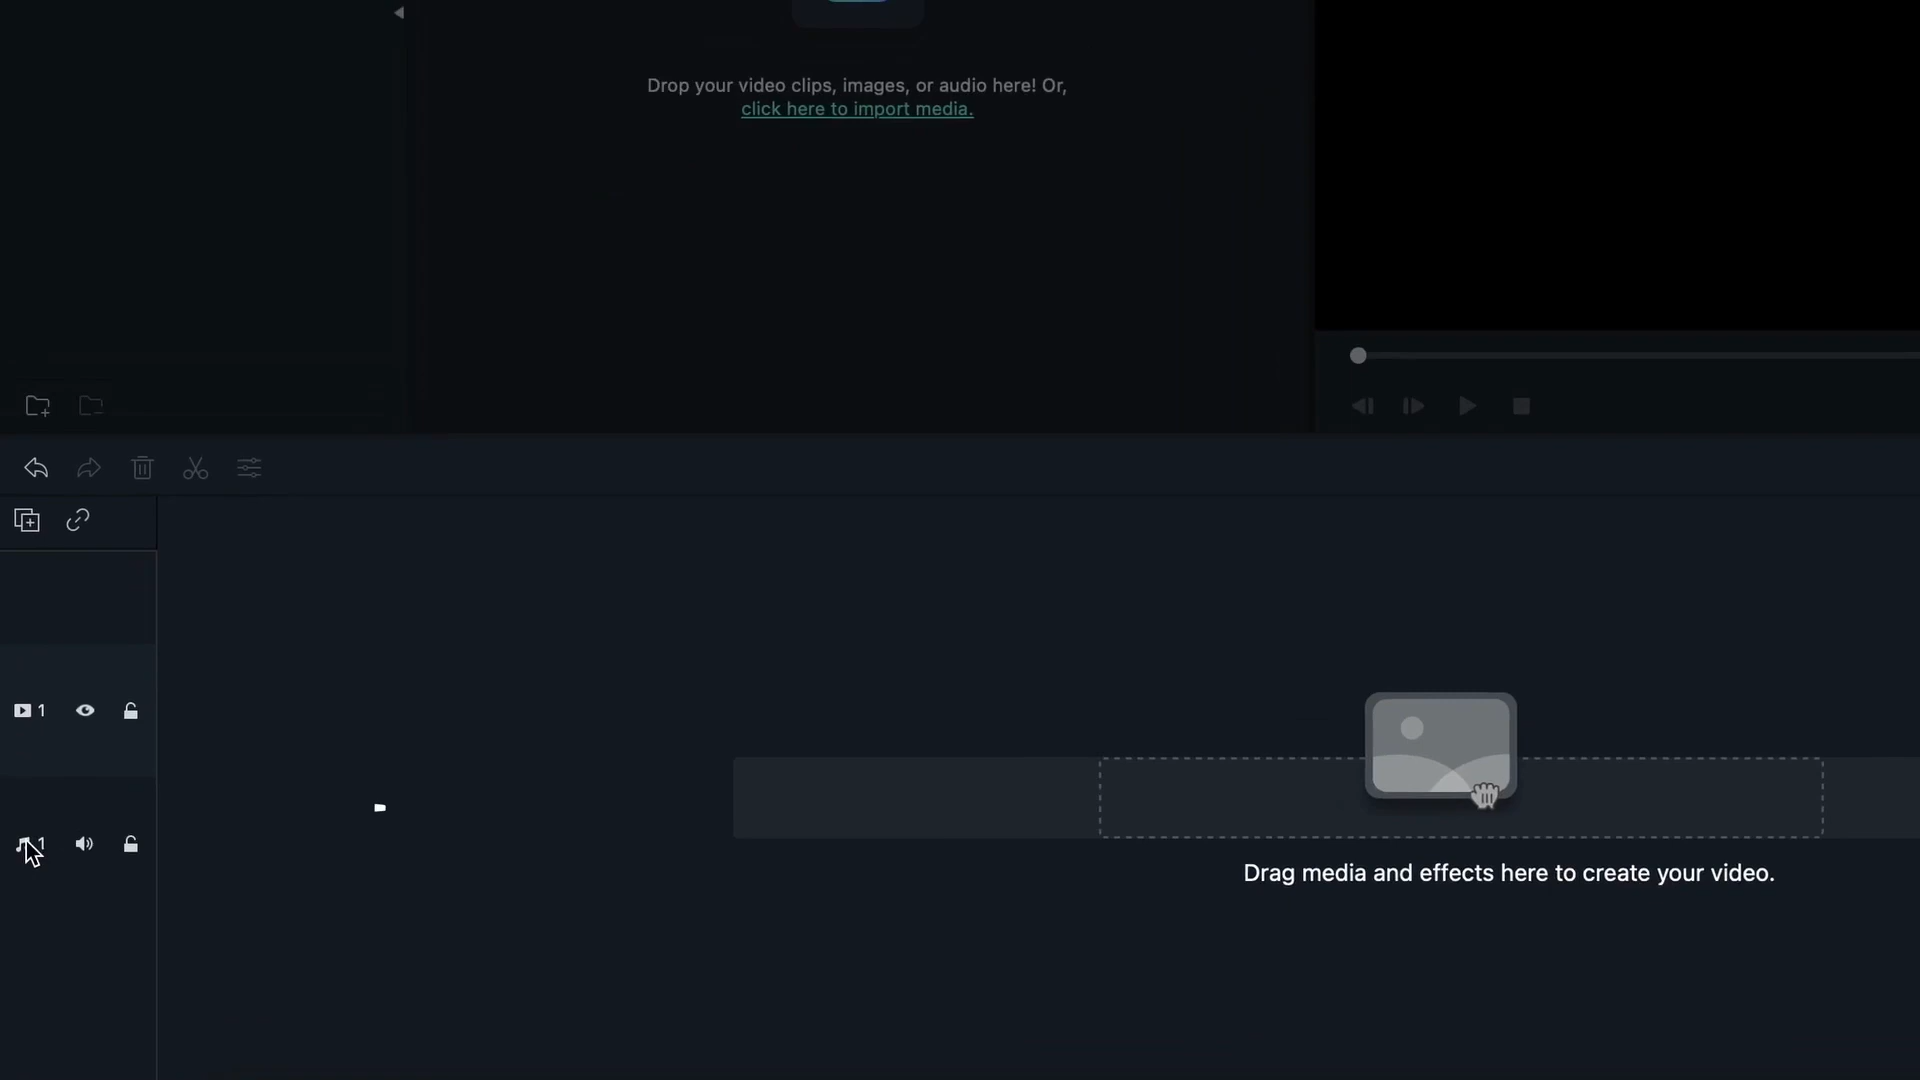 Drop your video clips, images, or audio here! Or,
click here to import media.
1
1
Drag media and effects here to create your video.